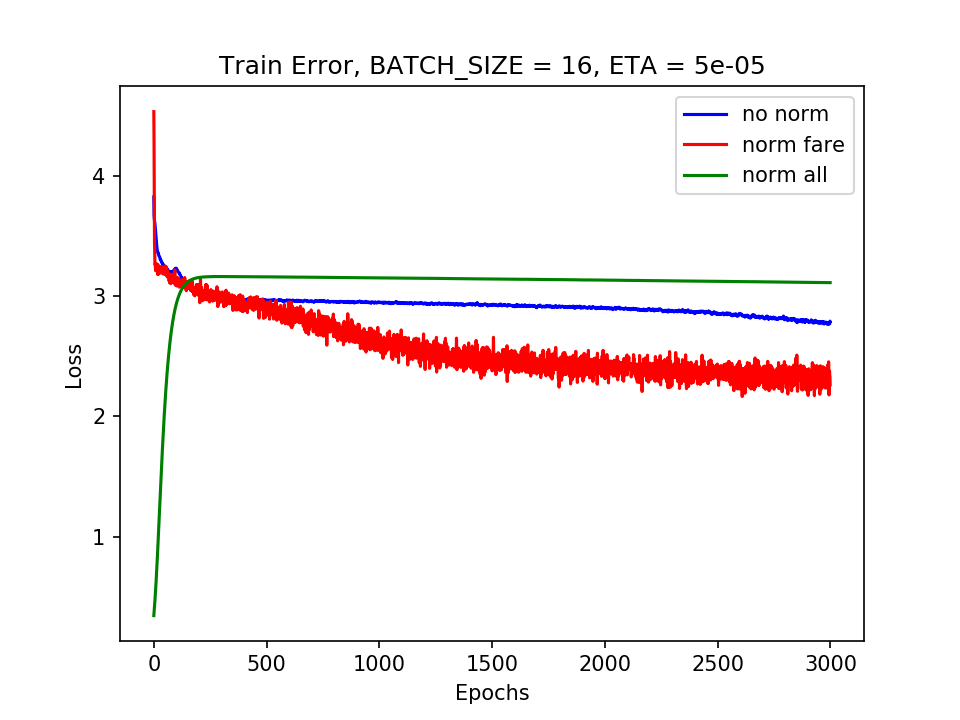 Train Error, BATCH_SIZE = 16, ETA = 5e-05
no norm
norm fare
norm all
4
3
2
1
Loss
0 500 1000 1500 2000 2500 3000
Epochs